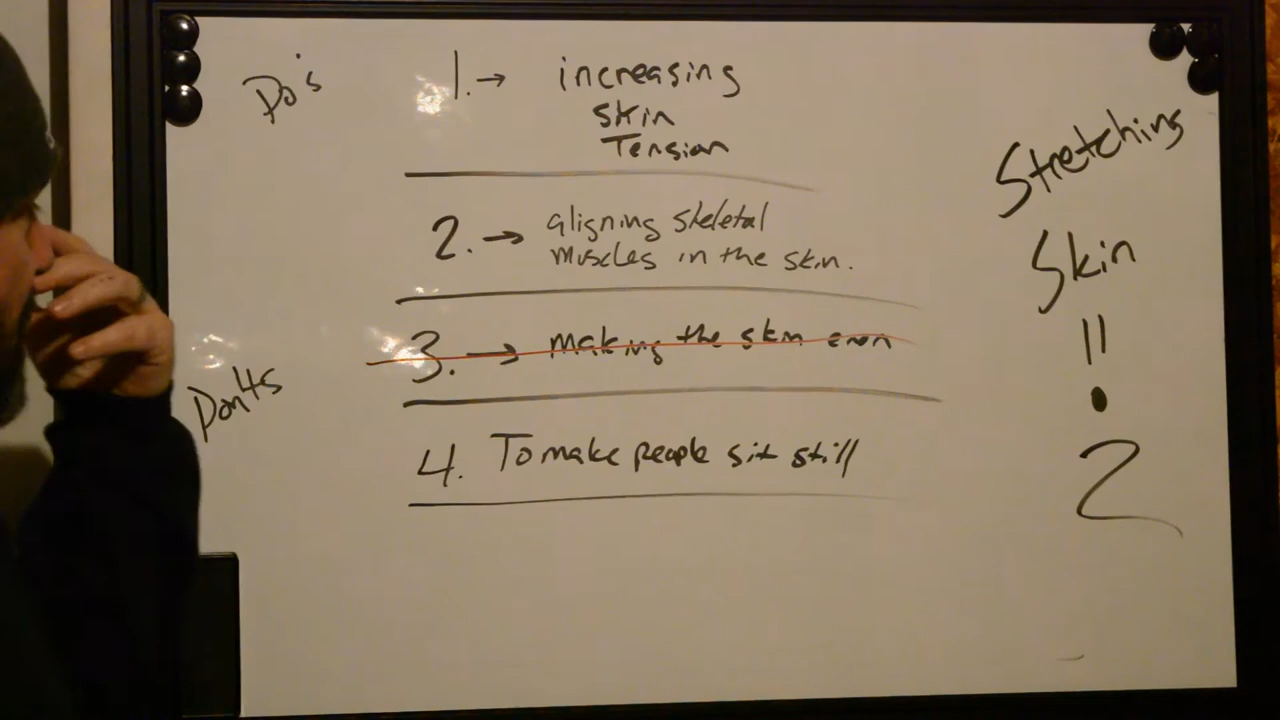 Do's
1. → increasing
skin
Tension
2. → aligning skeletal
muscles in the skin.
Don'ts
3. → making the skin even
4. To make people sit still
Stretching
Skin
"
•
2